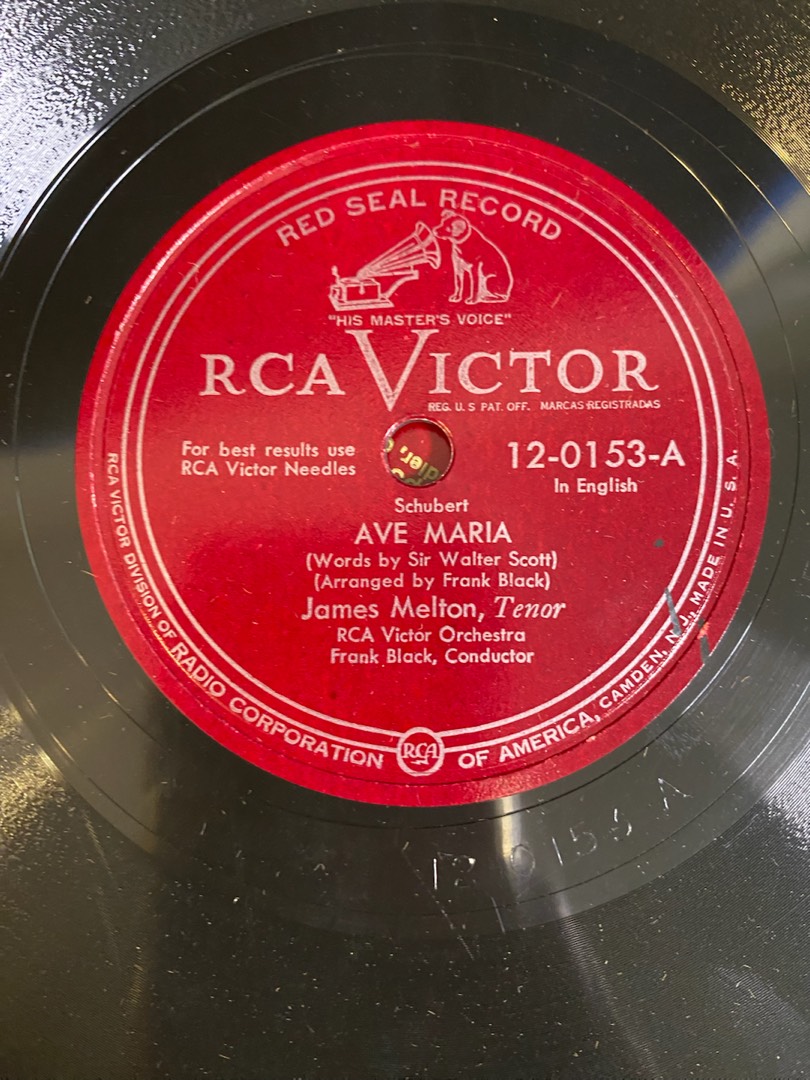 RED SEAL RECORD
"HIS MASTER'S VOICE"
RCA VICTOR
REG. U. S PAT. OFF. MARCAS REGISTRADAS
For best results use
RCA Victor Needles
12-0153-A
In English
Schubert
AVE MARIA
(Words by Sir Walter Scott)
(Arranged by Frank Black)
James Melton, Tenor
RCA Victor Orchestra
Frank Black, Conductor
RCA VICTOR DIVISION OF RADIO CORPORATION OF AMERICA, CAMDEN, N. J., MADE IN U. S. A.
RCA
12 0153 A